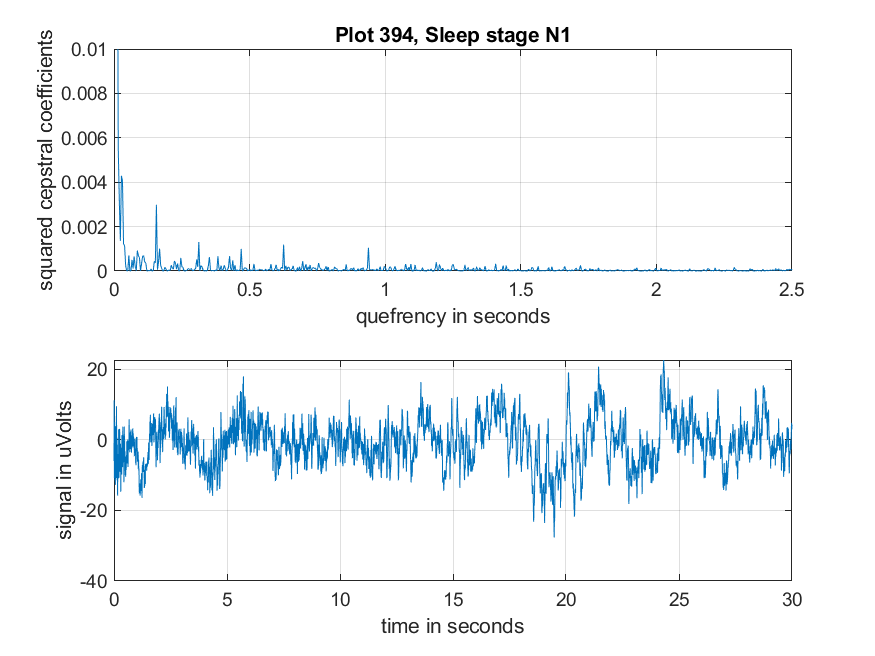 Plot 394, Sleep stage N1
squared cepstral coefficients
0.01
0.008
0.006
0.004
0.002
0
0 0.5 1 1.5 2 2.5
quefrency in seconds
signal in uVolts
20
0
-20
-40
0 5 10 15 20 25 30
time in seconds